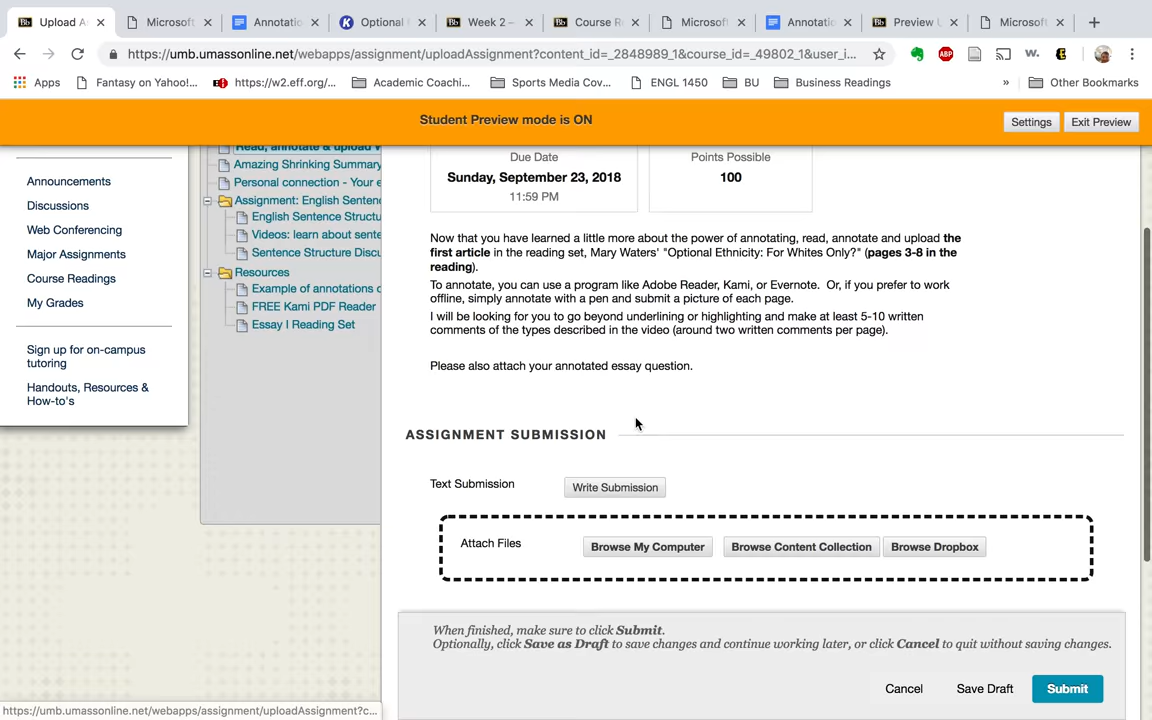 Upload A
Microsof
Annotatio
Optional
Week 2 –
Course R
Microsof
Annotatio
Preview U
Microsof
https://umb.umassonline.net/webapps/assignment/uploadAssignment?content_id=_2848989_1&course_id=_49802_1&user_i...
Apps
Fantasy on Yahoo!...
https://w2.eff.org/...
Academic Coachi...
Sports Media Cov...
ENGL 1450
BU
Business Readings
»
Other Bookmarks
Student Preview mode is ON
Settings
Exit Preview
Announcements
Discussions
Web Conferencing
Major Assignments
Course Readings
My Grades
Sign up for on-campus
tutoring
Handouts, Resources &
How-to's
Read, annotate & upload
Amazing Shrinking Summary
Personal connection - Your e
Assignment: English Senten
English Sentence Structu
Videos: learn about sente
Sentence Structure Disc
Resources
Example of annotations
FREE Kami PDF Reader
Essay I Reading Set
Due Date
Sunday, September 23, 2018
11:59 PM
Points Possible
100
Now that you have learned a little more about the power of annotating, read, annotate and upload the
first article in the reading set, Mary Waters' "Optional Ethnicity: For Whites Only?" (pages 3-8 in the
reading).
To annotate, you can use a program like Adobe Reader, Kami, or Evernote. Or, if you prefer to work
offline, simply annotate with a pen and submit a picture of each page.
I will be looking for you to go beyond underlining or highlighting and make at least 5-10 written
comments of the types described in the video (around two written comments per page).
Please also attach your annotated essay question.
ASSIGNMENT SUBMISSION
Text Submission
Write Submission
Attach Files
Browse My Computer
Browse Content Collection
Browse Dropbox
When finished, make sure to click Submit.
Optionally, click Save as Draft to save changes and continue working later, or click Cancel to quit without saving changes.
Cancel
Save Draft
Submit
https://umb.umassonline.net/webapps/assignment/uploadAssignment?c...